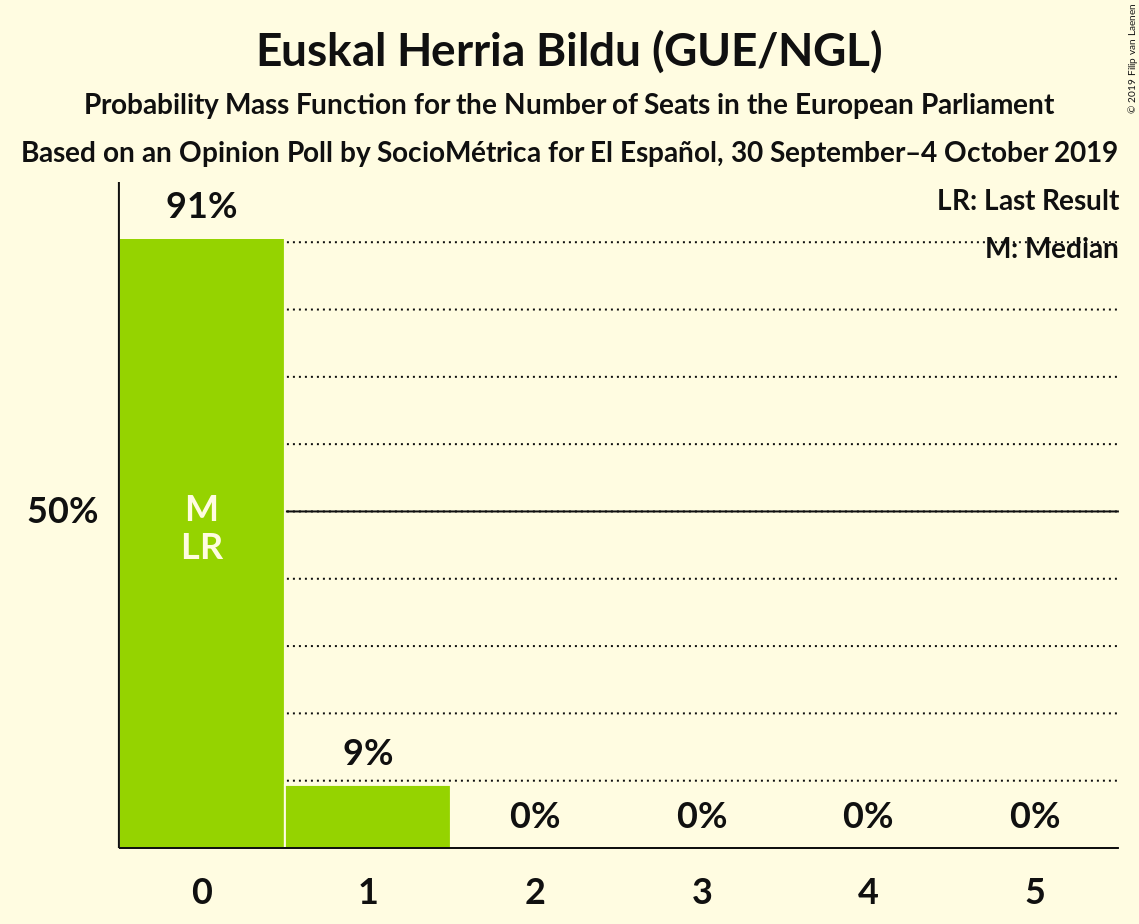 Euskal Herria Bildu (GUE/NGL)
Probability Mass Function for the Number of Seats in the European Parliament
Based on an Opinion Poll by SocioMétrica for El Español, 30 September–4 October 2019
© 2019 Filip van Laenen
LR: Last Result
M: Median
91%
50%
M
LR
9%
0%
0%
0%
0%
0
1
2
3
4
5